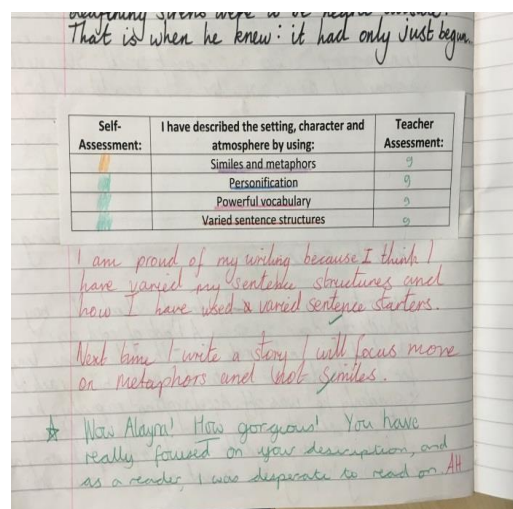 That is when he knew: it had only just begun.
Self-Assessment:
I have described the setting, character and atmosphere by using:
Teacher Assessment:
Similes and metaphors
g
Personification
g
Powerful vocabulary
g
Varied sentence structures
g
I am proud of my writing because I think I
have varied my sentence structures and
how I have used a varied sentence starters.
Next time I write a story I will focus more
on metaphors and not similes.
Wow Alayna! How gorgeous! You have
really focused on your description, and
as a reader, I was desperate to read on. AH